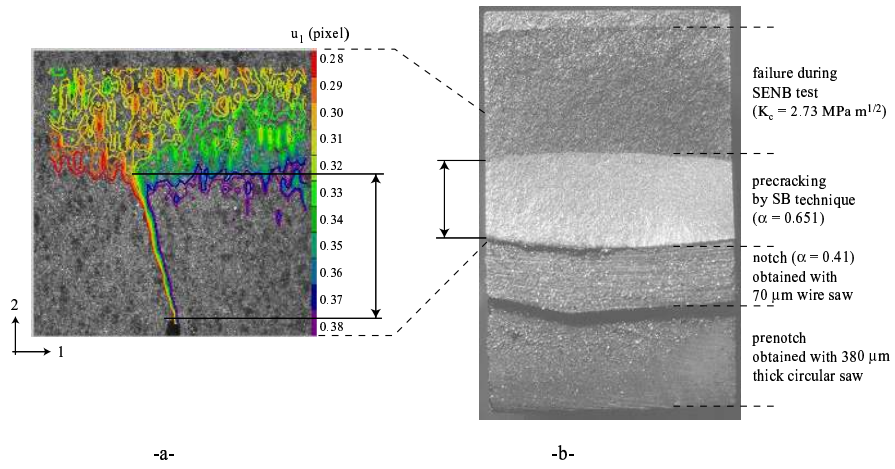 u1 (pixel)
0.28
0.29
0.30
0.31
0.32
0.33
0.34
0.35
0.36
0.37
0.38
2
1
-a-
failure during
SENB test
(Kc = 2.73 MPa m1/2)
precracking
by SB technique
(α = 0.651)
notch (α = 0.41)
obtained with
70 µm wire saw
prenotch
obtained with 380 µm
thick circular saw
-b-